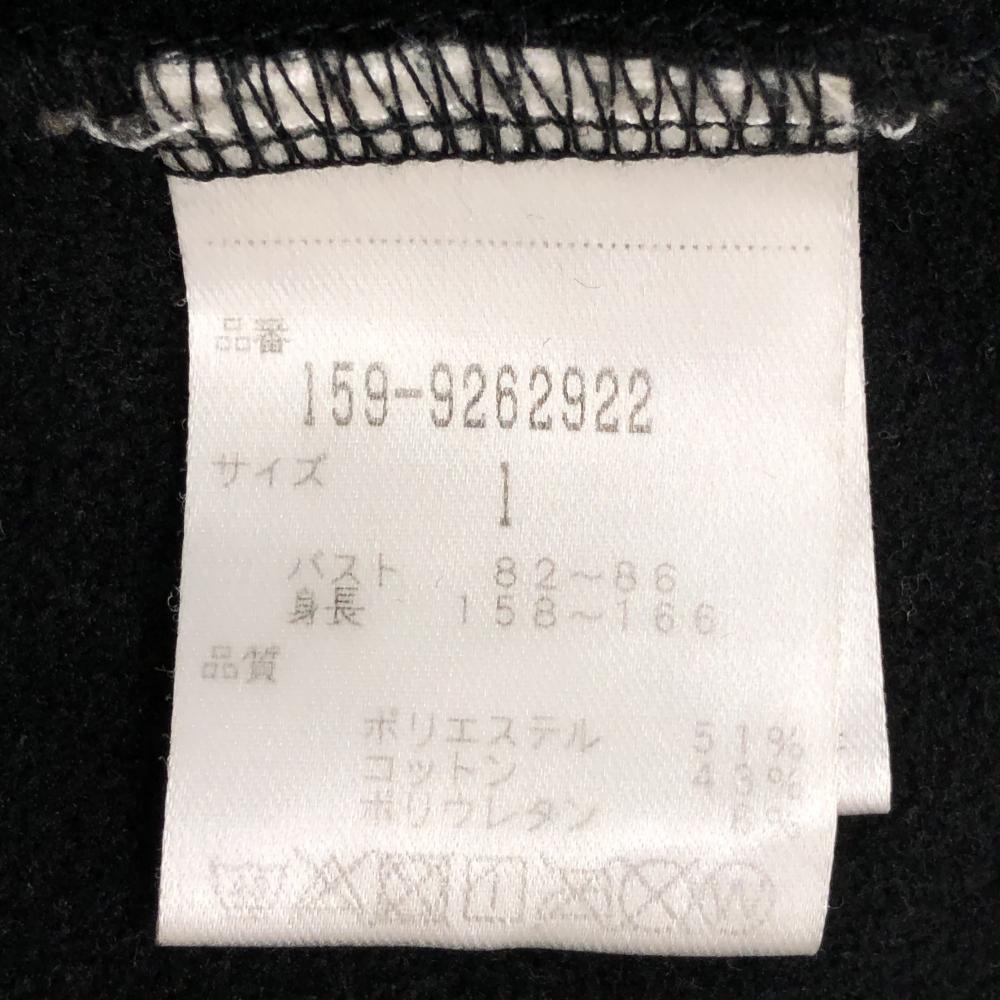 品番
159-9262922
サイズ
1
バスト 82~86
身長 158~166
品質
ポリエステル 51%
コットン 43%
ポリウレタン 6%